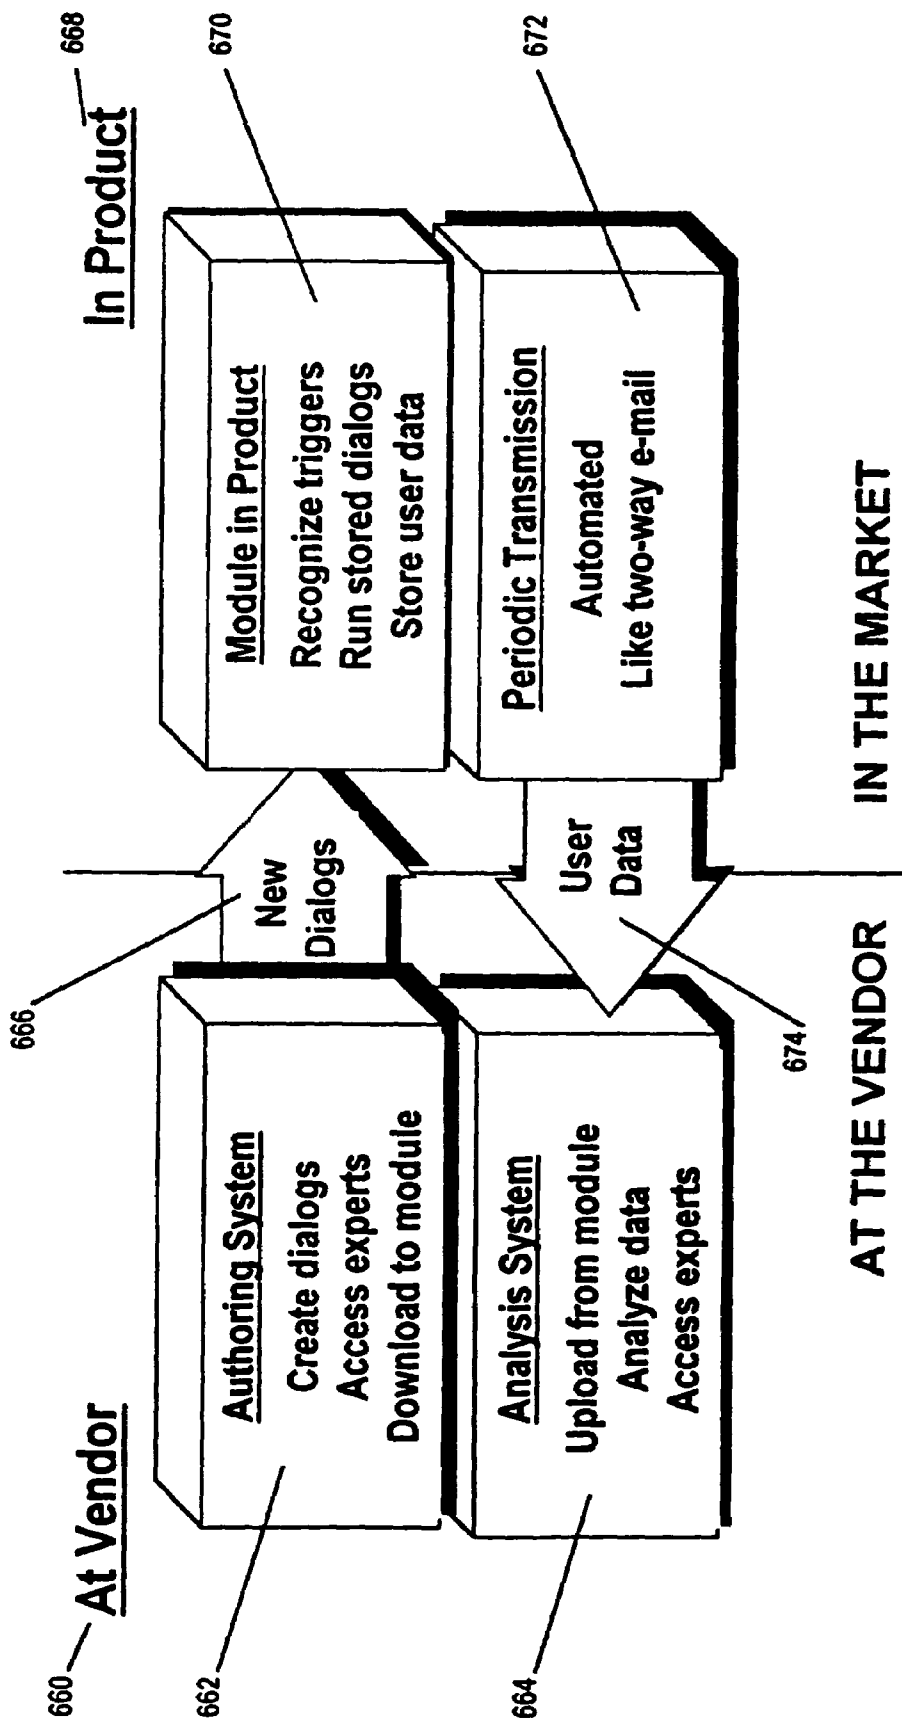 660
At Vendor
668
In Product
662
Authoring System
Create dialogs
Access experts
Download to module
666
New
Dialogs
670
Module in Product
Recognize triggers
Run stored dialogs
Store user data
664
Analysis System
Upload from module
Analyze data
Access experts
674
User
Data
672
Periodic Transmission
Automated
Like two-way e-mail
AT THE VENDOR
IN THE MARKET